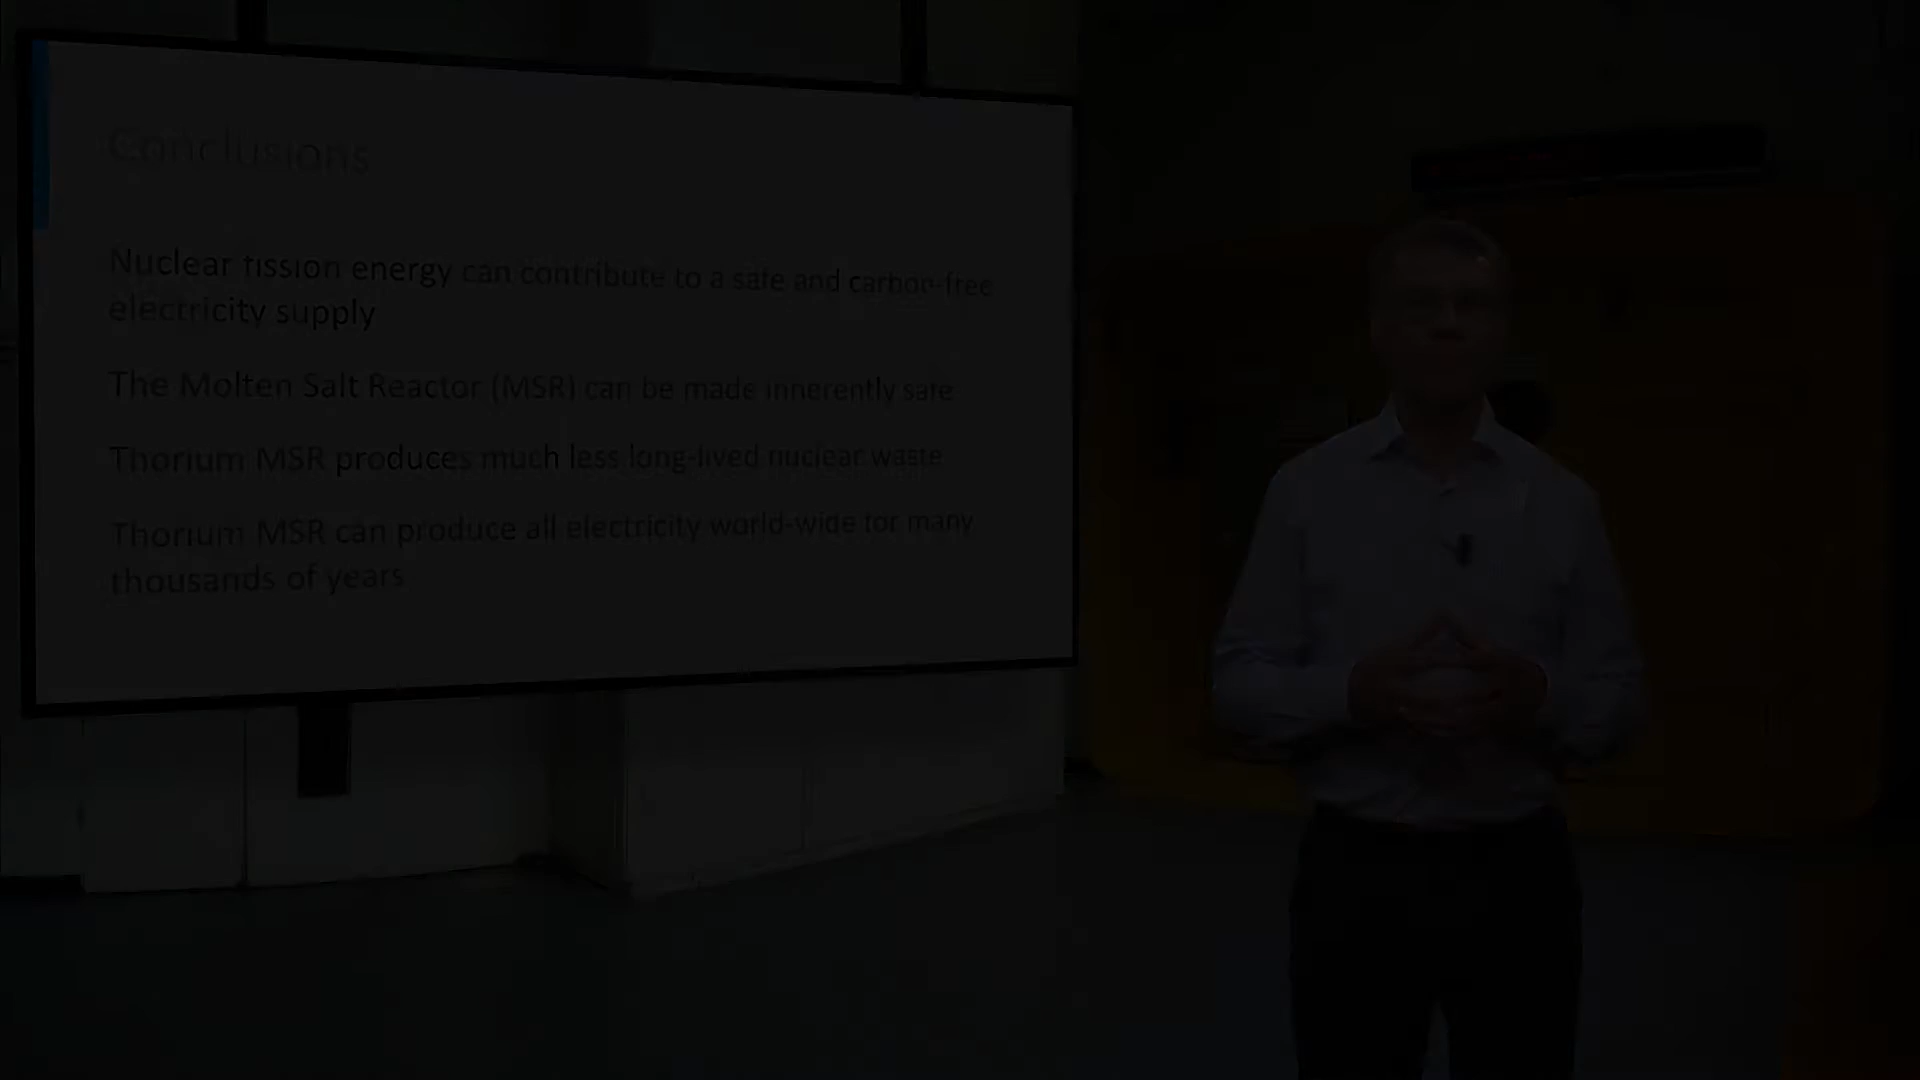 Conclusions
Nuclear fission energy can contribute to a safe and carbon-free
electricity supply
The Molten Salt Reactor (MSR) can be made inherently safe
Thorium MSR produces much less long-lived nuclear waste
Thorium MSR can produce all electricity world-wide for many
thousands of years